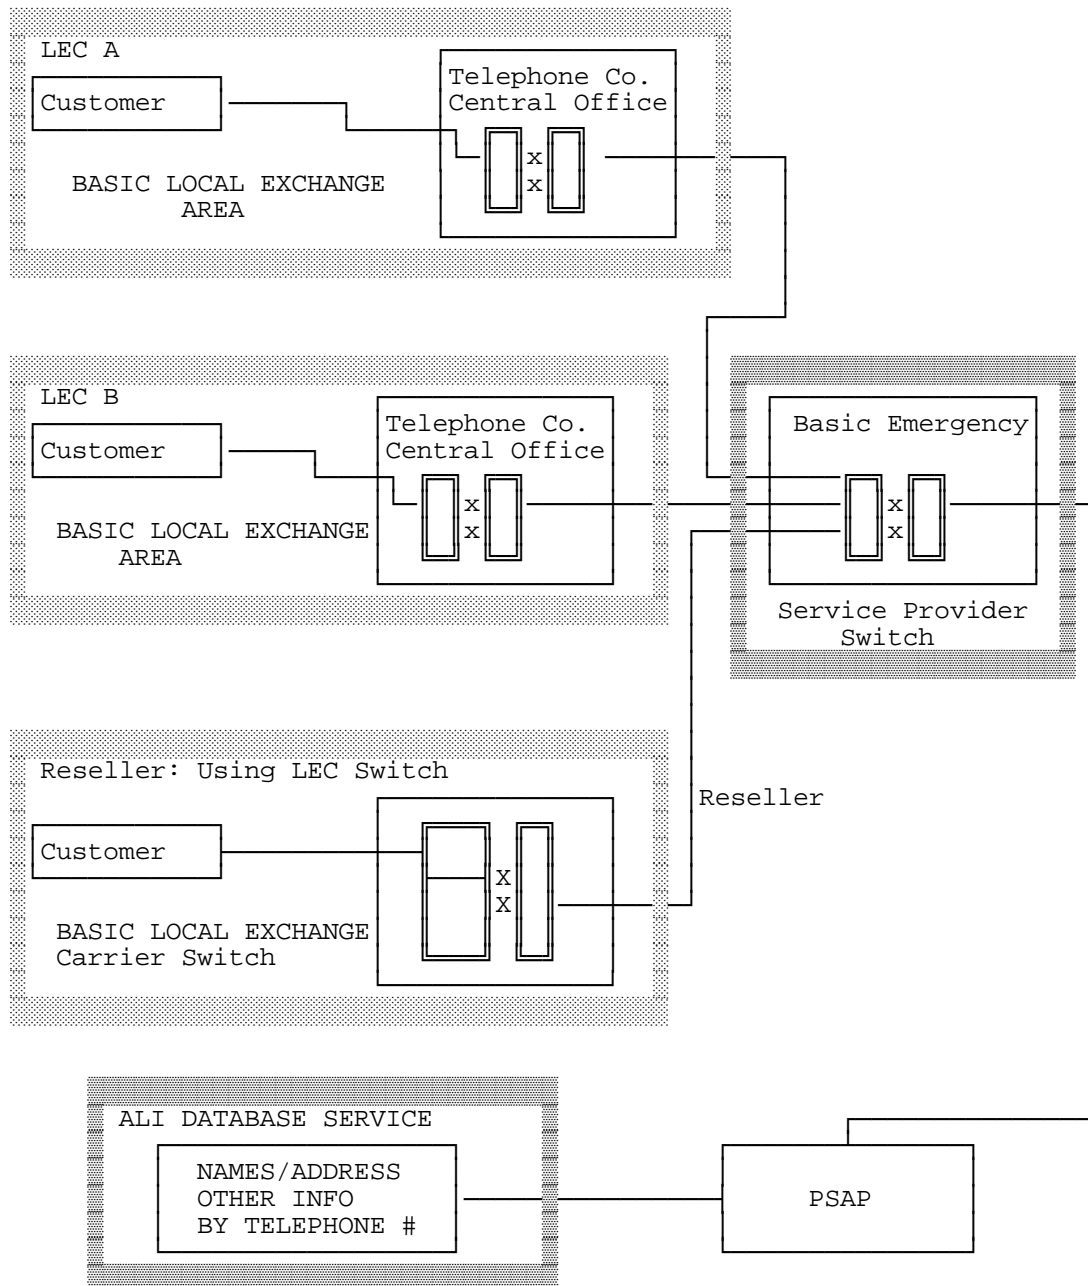 LEC A
Customer
Telephone Co.
Central Office
x
x
BASIC LOCAL EXCHANGE
AREA
LEC B
Customer
Telephone Co.
Central Office
x
x
BASIC LOCAL EXCHANGE
AREA
Basic Emergency
x
x
Service Provider
Switch
Reseller: Using LEC Switch
Customer
X
X
BASIC LOCAL EXCHANGE
Carrier Switch
Reseller
ALI DATABASE SERVICE
NAMES/ADDRESS
OTHER INFO
BY TELEPHONE #
PSAP